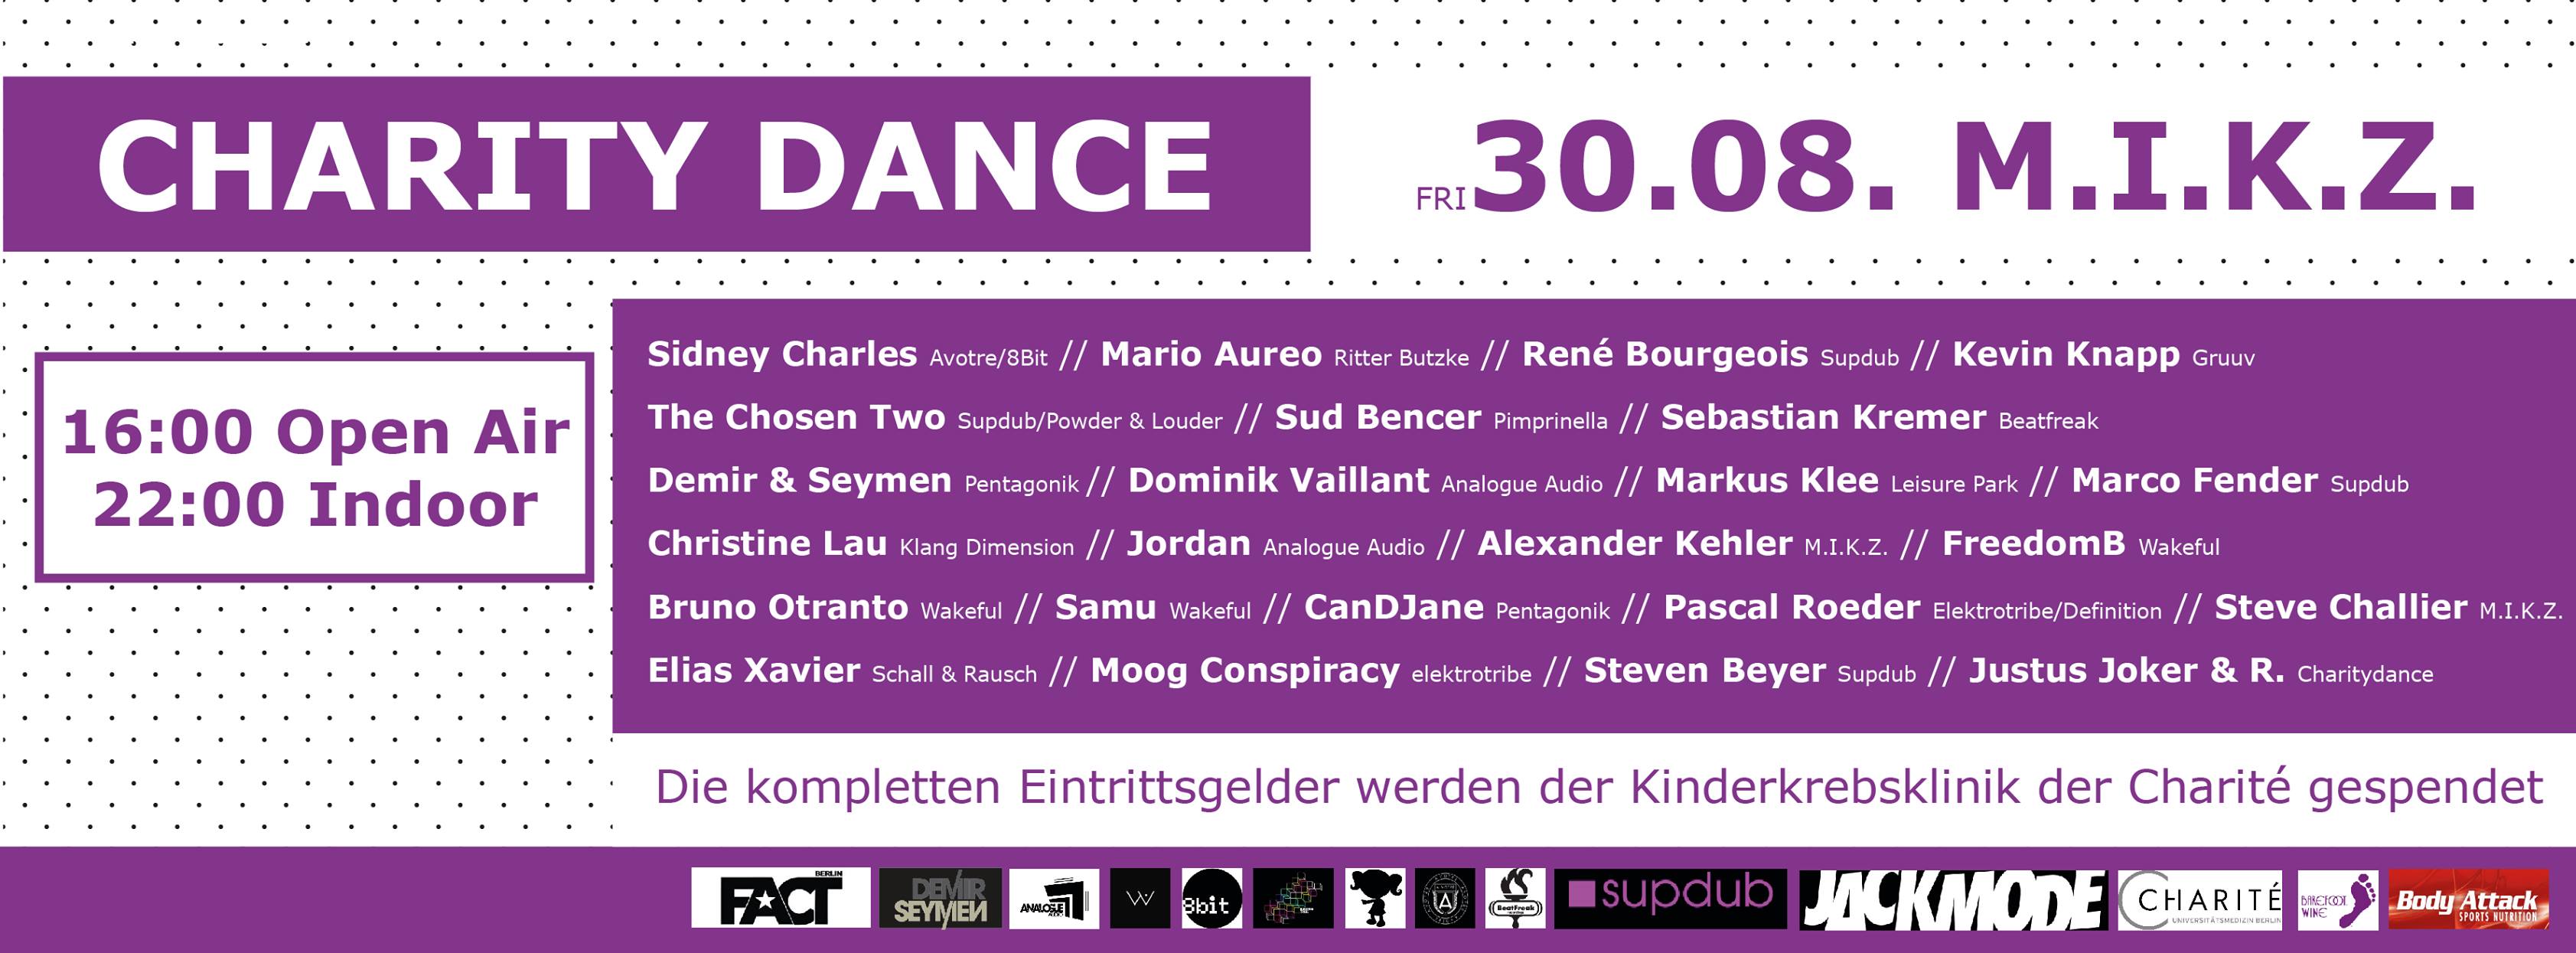 CHARITY DANCE
FRI 30.08. M.I.K.Z.
16:00 Open Air
22:00 Indoor
Sidney Charles Avotre/8Bit // Mario Aureo Ritter Butzke // René Bourgeois Supdub // Kevin Knapp Gruuv
The Chosen Two Supdub/Powder & Louder // Sud Bencer Pimprinella // Sebastian Kremer Beatfreak
Demir & Seymen Pentagonik // Dominik Vaillant Analogue Audio // Markus Klee Leisure Park // Marco Fender Supdub
Christine Lau Klang Dimension // Jordan Analogue Audio // Alexander Kehler M.I.K.Z. // FreedomB Wakeful
Bruno Otranto Wakeful // Samu Wakeful // CanDJane Pentagonik // Pascal Roeder Elektrotribe/Definition // Steve Challier M.I.K.Z.
Elias Xavier Schall & Rausch // Moog Conspiracy elektrotribe // Steven Beyer Supdub // Justus Joker & R. Charitydance
Die kompletten Eintrittsgelder werden der Kinderkrebsklinik der Charité gespendet
FACT BERLIN
DEMIR
SEYMEN
ANALOGUE
AUDIO
W
8bit
A
BeatFreak
supdub
JACKMODE
CHARITÉ
UNIVERSITÄTSMEDIZIN BERLIN
BAREFOOT
WINE
Body Attack
SPORTS NUTRITION